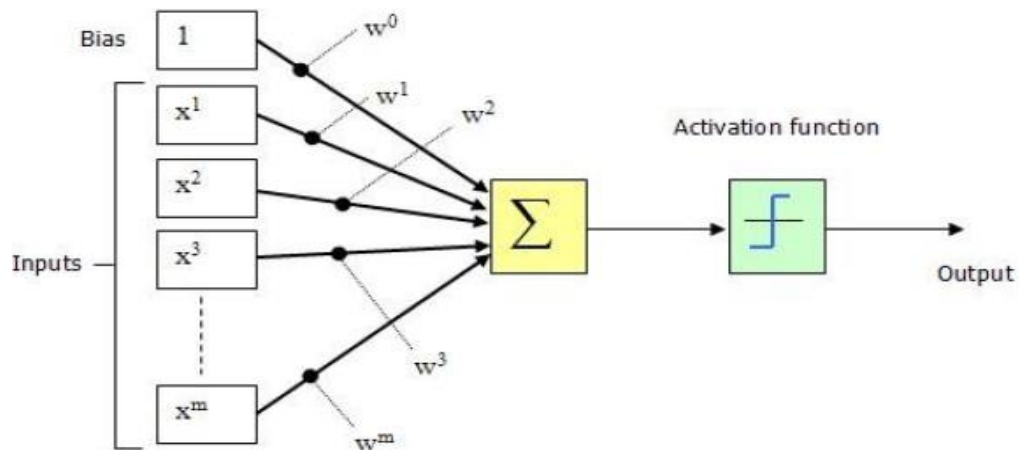 Bias
1
w⁰
x¹
w¹
w²
Activation function
x²
Σ
Inputs
x³
Output
w³
xᵐ
wᵐ